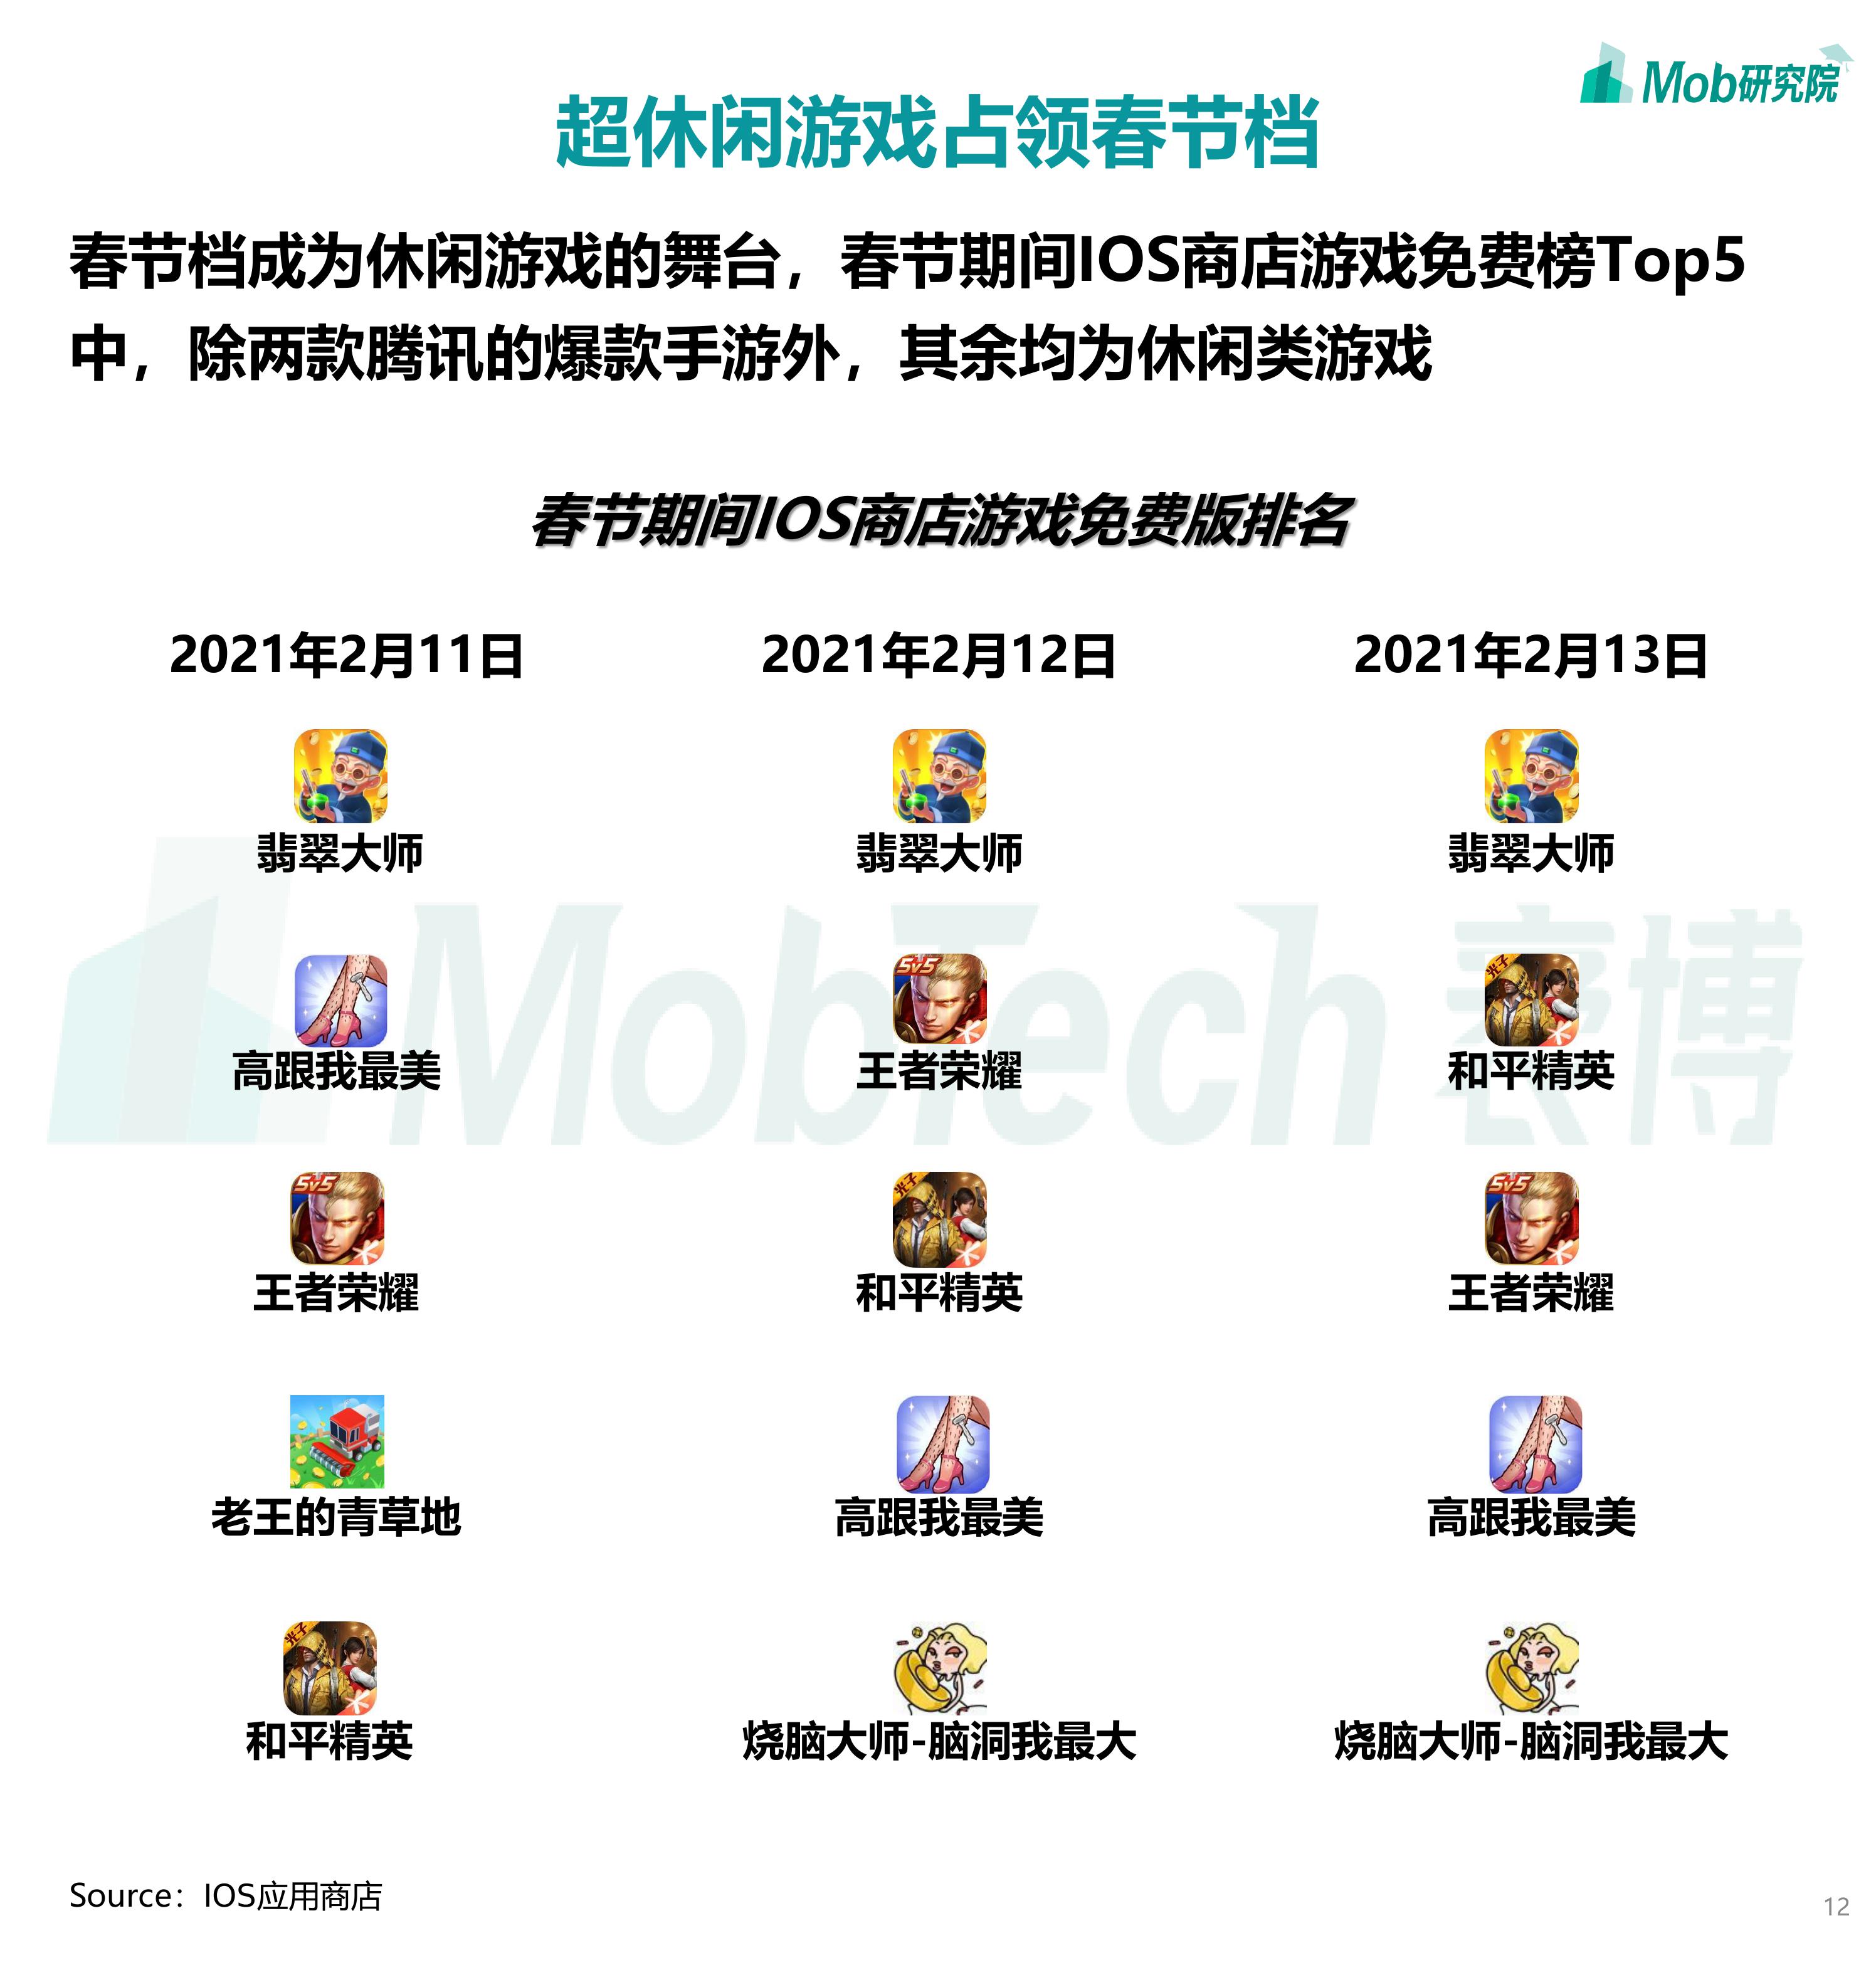 Mob研究院
超休闲游戏占领春节档
春节档成为休闲游戏的舞台，春节期间IOS商店游戏免费榜Top5
中，除两款腾讯的爆款手游外，其余均为休闲类游戏
春节期间IOS商店游戏免费版排名
2021年2月11日 2021年2月12日 2021年2月13日
翡翠大师 翡翠大师 翡翠大师
MobTech 袤博
5v5 光子
高跟我最美 王者荣耀 和平精英
5v5 光子 5v5
王者荣耀 和平精英 王者荣耀
老王的青草地 高跟我最美 高跟我最美
光子
和平精英 烧脑大师-脑洞我最大 烧脑大师-脑洞我最大
Source：IOS应用商店
12